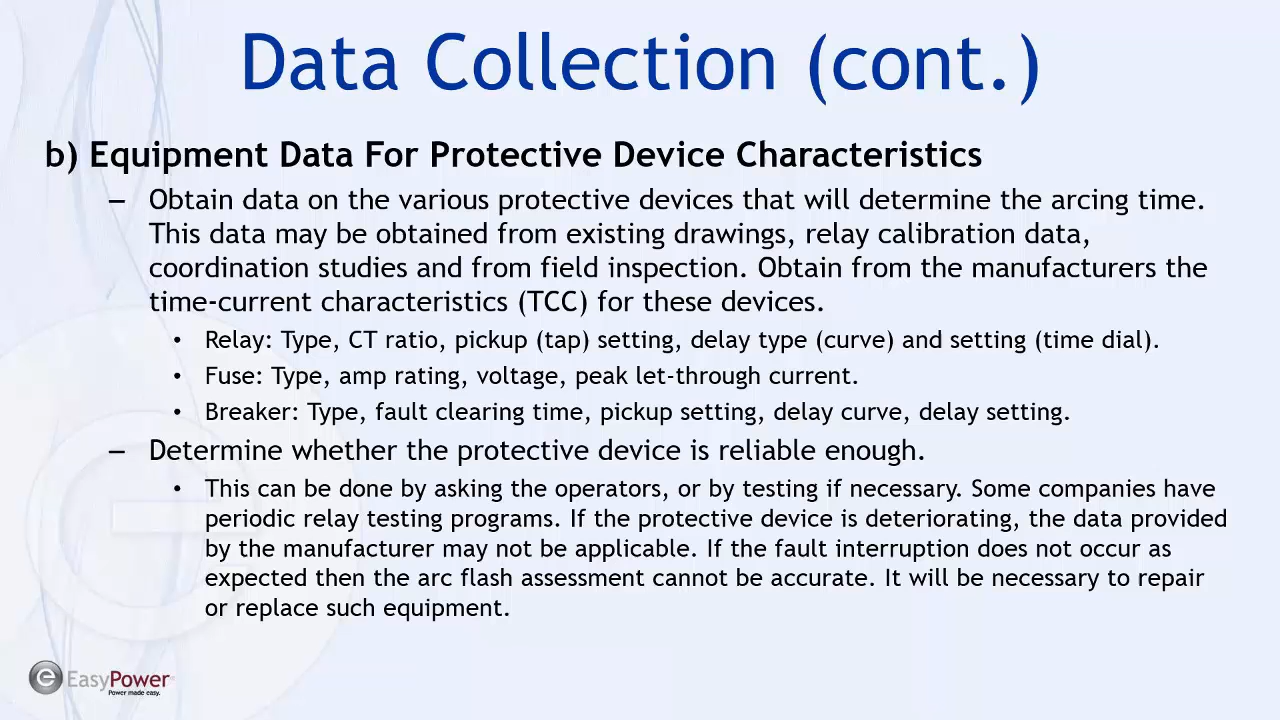 Data Collection (cont.)
b) Equipment Data For Protective Device Characteristics
– Obtain data on the various protective devices that will determine the arcing time.
This data may be obtained from existing drawings, relay calibration data,
coordination studies and from field inspection. Obtain from the manufacturers the
time-current characteristics (TCC) for these devices.
• Relay: Type, CT ratio, pickup (tap) setting, delay type (curve) and setting (time dial).
• Fuse: Type, amp rating, voltage, peak let-through current.
• Breaker: Type, fault clearing time, pickup setting, delay curve, delay setting.
– Determine whether the protective device is reliable enough.
• This can be done by asking the operators, or by testing if necessary. Some companies have
periodic relay testing programs. If the protective device is deteriorating, the data provided
by the manufacturer may not be applicable. If the fault interruption does not occur as
expected then the arc flash assessment cannot be accurate. It will be necessary to repair
or replace such equipment.
EasyPower
Power made easy.